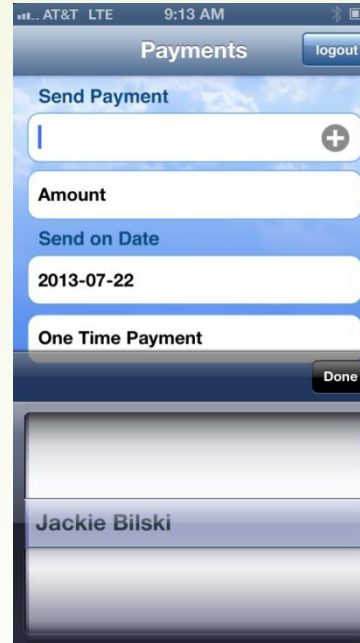 AT&T LTE 9:13 AM
Payments logout
Send Payment
Amount
Send on Date
2013-07-22
One Time Payment
Done
Jackie Bilski